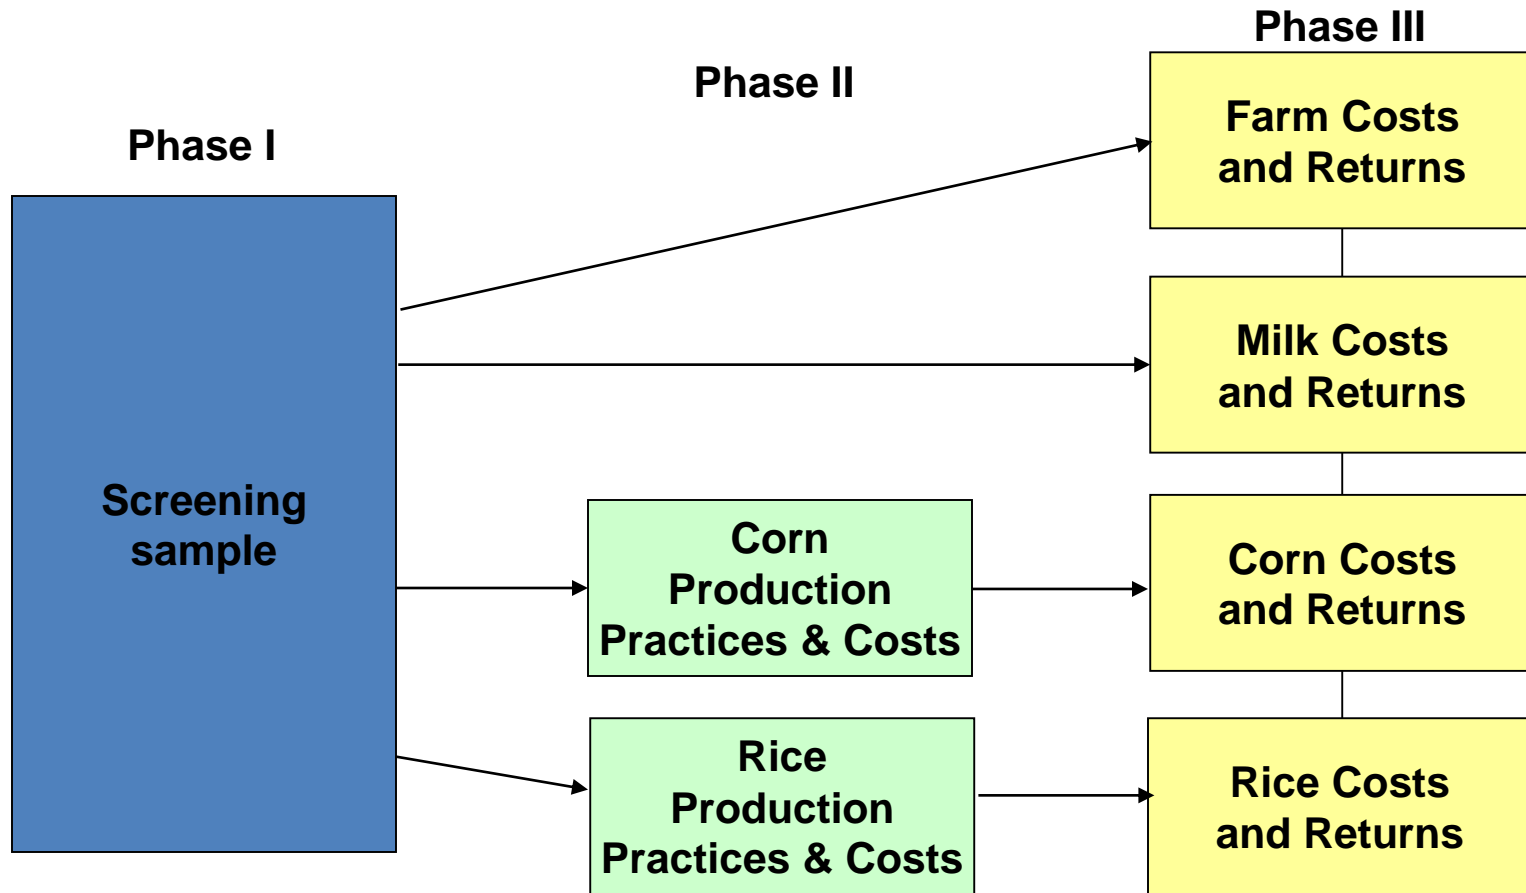 Phase I
Phase II
Phase III
Screening
sample
Corn
Production
Practices & Costs
Rice
Production
Practices & Costs
Farm Costs
and Returns
Milk Costs
and Returns
Corn Costs
and Returns
Rice Costs
and Returns